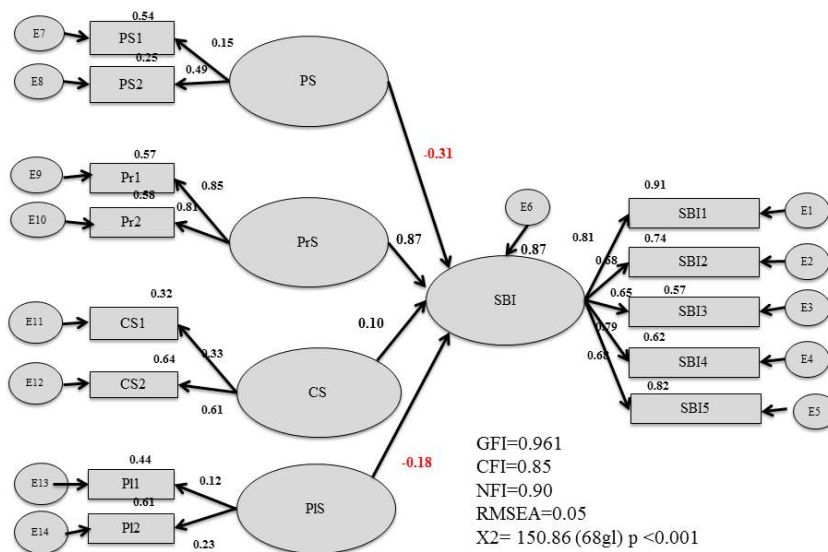 0.54
E7
PS1
0.15
0.25
E8
PS2
0.49
PS
-0.31
0.57
E9
Pr1
0.85
0.58
E10
Pr2
0.81
PrS
0.87
E6
0.87
SBI
0.91
0.81
SBI1
E1
0.74
0.68
SBI2
E2
0.65
0.57
SBI3
E3
0.79
0.62
SBI4
E4
0.68
0.82
SBI5
E5
0.32
E11
CS1
0.33
0.10
0.64
E12
CS2
0.61
CS
-0.18
0.44
E13
Pl1
0.12
0.61
E14
Pl2
0.23
PlS
GFI=0.961
CFI=0.85
NFI=0.90
RMSEA=0.05
X2= 150.86 (68gl) p <0.001